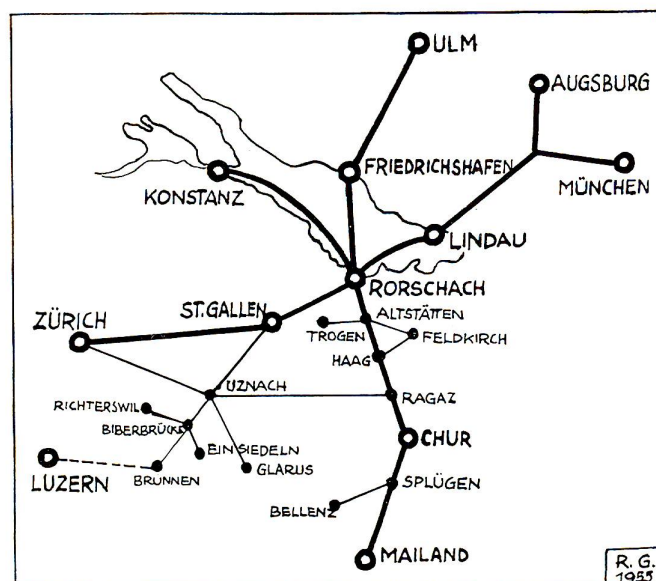 ULM
AUGSBURG
FRIEDRICHSHAFEN
MÜNCHEN
KONSTANZ
LINDAU
RORSCHACH
ST.GALLEN
ZÜRICH
ALTSTÄTTEN
TROGEN
FELDKIRCH
HAAG
UZNACH
RAGAZ
RICHTERSWIL
BIBERBRÜCKE
EINSIEDELN
CHUR
GLARUS
LUZERN
BRUNNEN
SPLÜGEN
BELLENZ
MAILAND
R. G.
1955